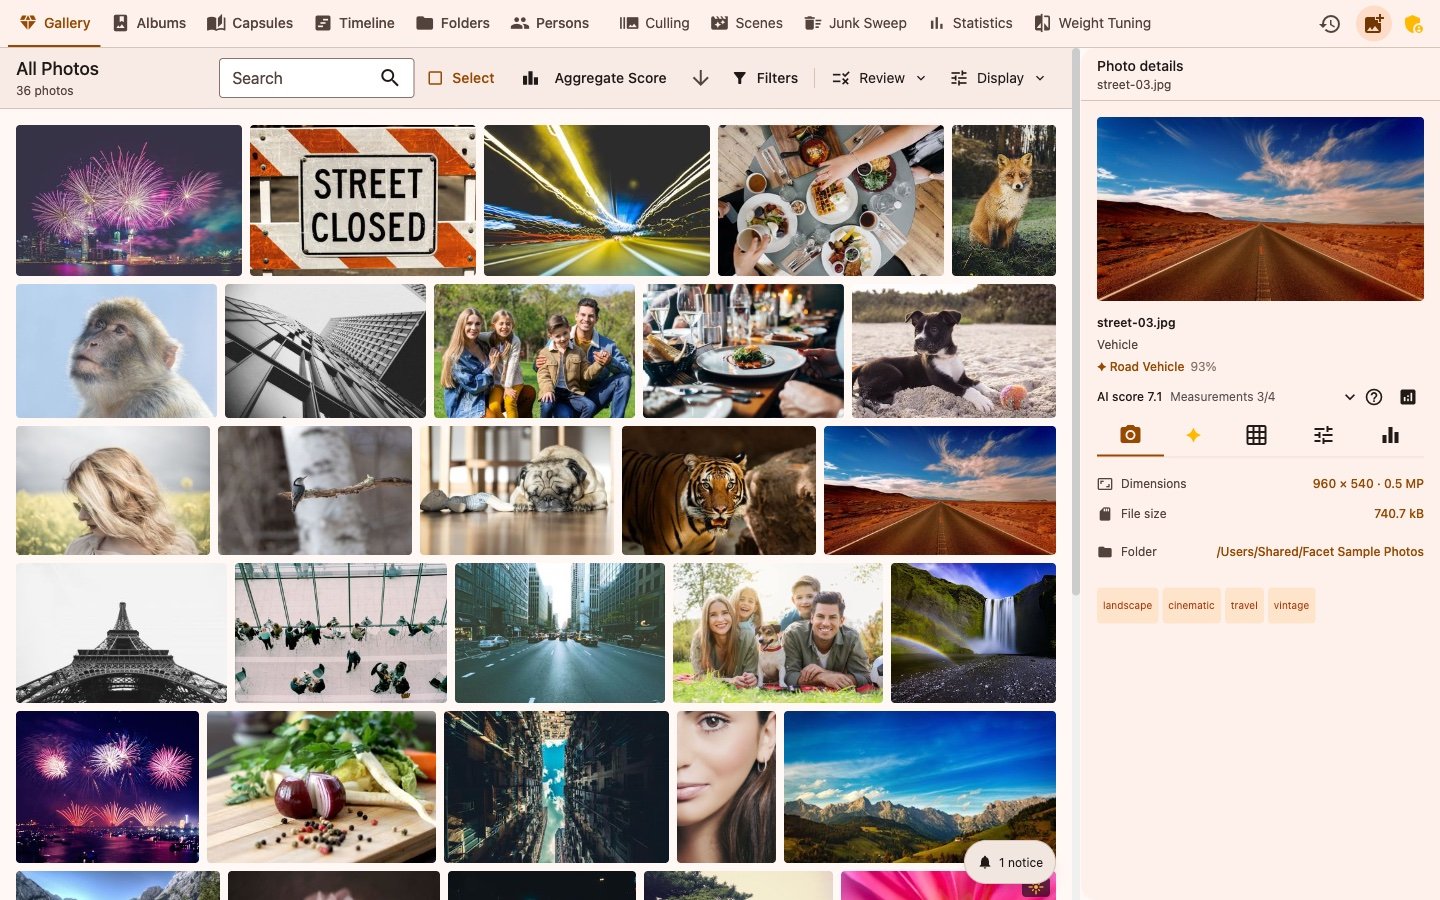 Gallery
Albums
Capsules
Timeline
Folders
Persons
Culling
Scenes
Junk Sweep
Statistics
Weight Tuning
All Photos
36 photos
Search
Select
Aggregate Score
Filters
Review
Display
Photo details
street-03.jpg
STREET
CLOSED
street-03.jpg
Vehicle
Road Vehicle 93%
AI score 7.1 Measurements 3/4
Dimensions 960 × 540 · 0.5 MP
File size 740.7 kB
Folder /Users/Shared/Facet Sample Photos
landscape
cinematic
travel
vintage
1 notice